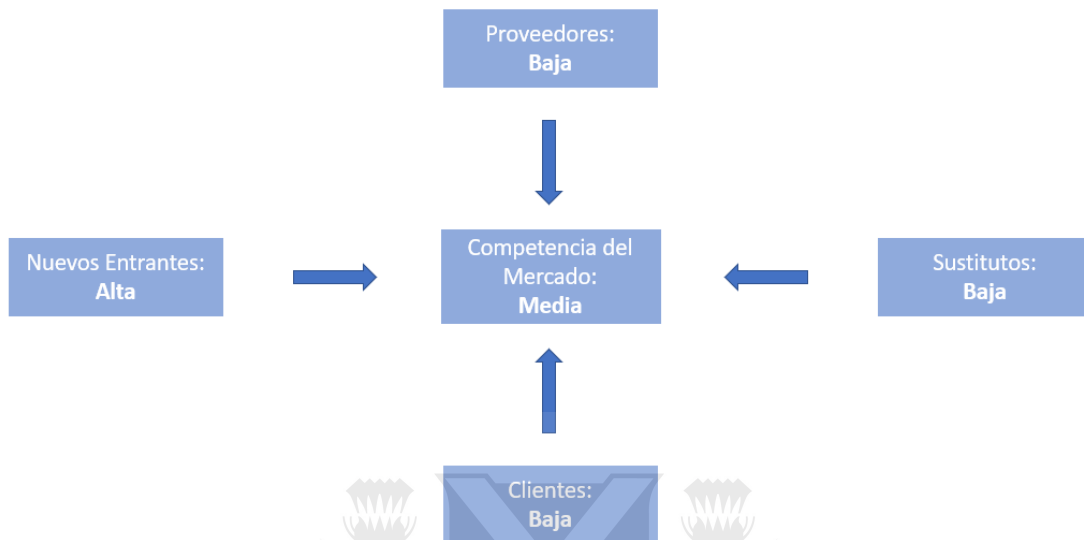 Proveedores:
Baja
Nuevos Entrantes:
Alta
Competencia del
Mercado:
Media
Sustitutos:
Baja
Clientes:
Baja